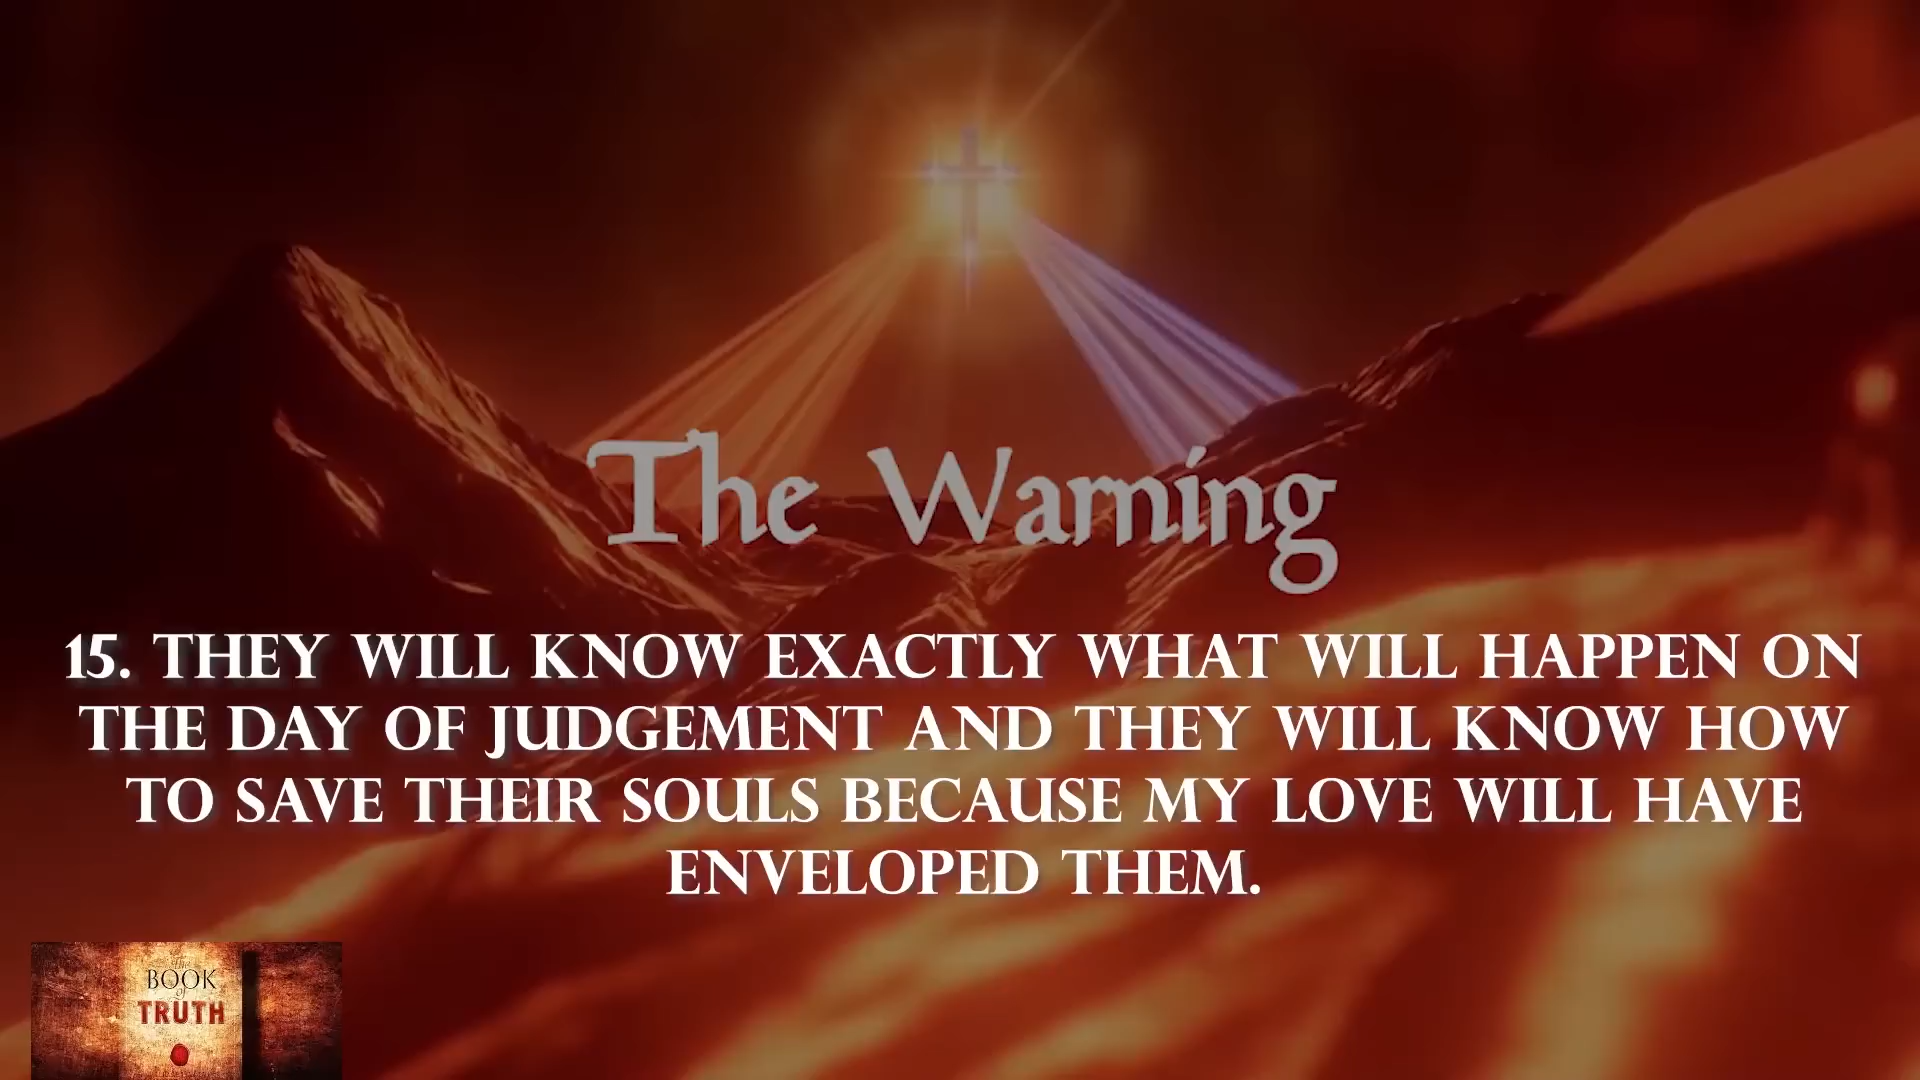 The Warning
15. THEY WILL KNOW EXACTLY WHAT WILL HAPPEN ON
THE DAY OF JUDGEMENT AND THEY WILL KNOW HOW
TO SAVE THEIR SOULS BECAUSE MY LOVE WILL HAVE
ENVELOPED THEM.
The
BOOK
of
TRUTH